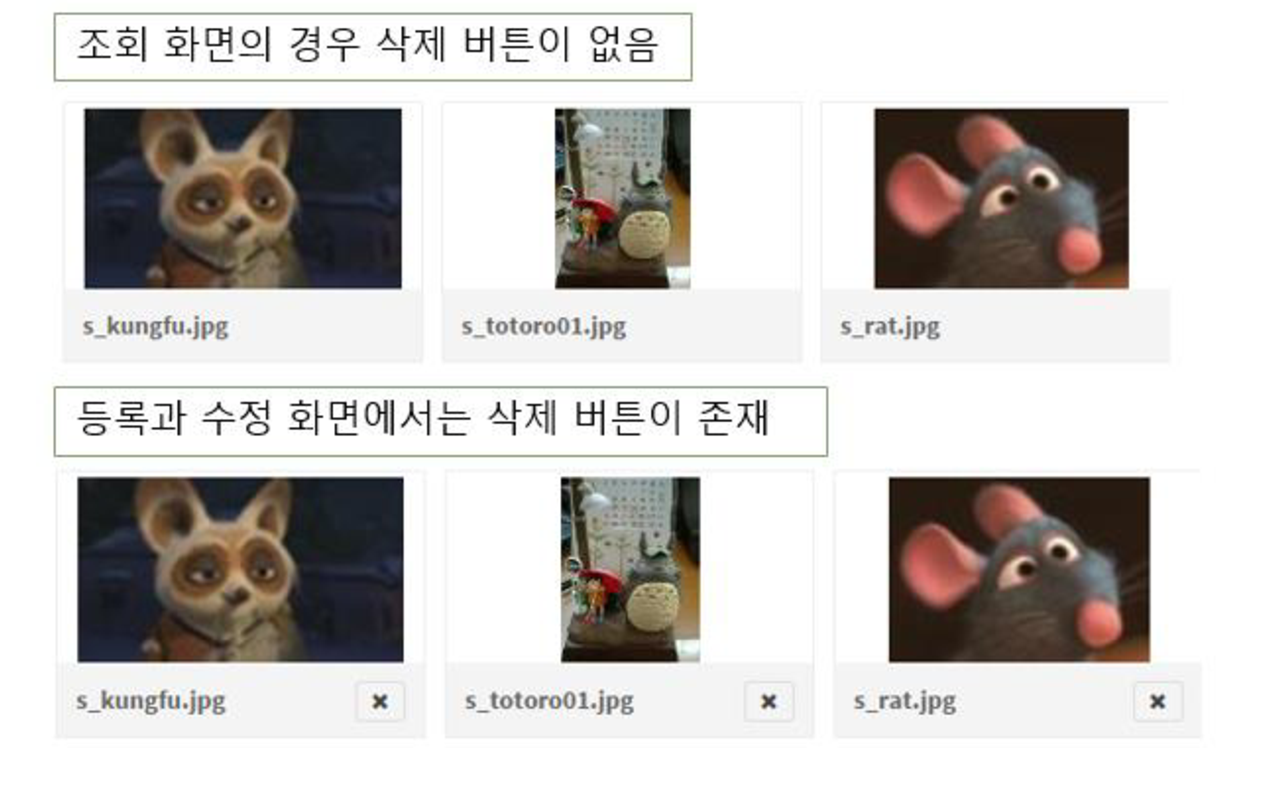 조회 화면의 경우 삭제 버튼이 없음
s_kungfu.jpg
s_totoro01.jpg
s_rat.jpg
등록과 수정 화면에서는 삭제 버튼이 존재
s_kungfu.jpg ✖
s_totoro01.jpg ✖
s_rat.jpg ✖